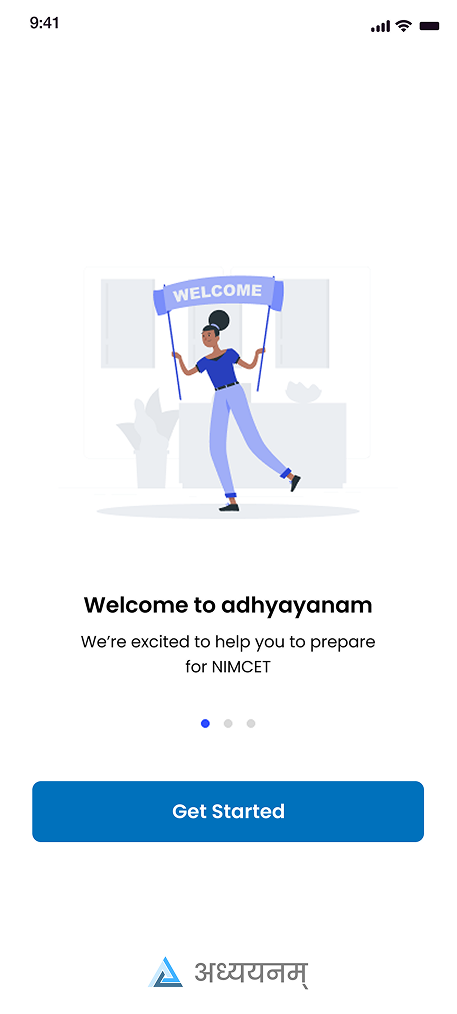 9:41
WELCOME
Welcome to adhyayanam
We're excited to help you to prepare
for NIMCET
Get Started
अध्ययनम्